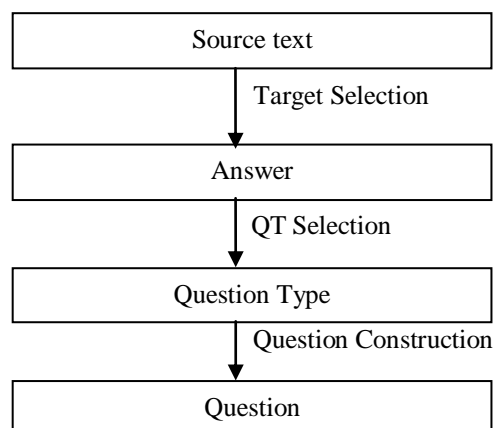 Source text
Target Selection
Answer
QT Selection
Question Type
Question Construction
Question